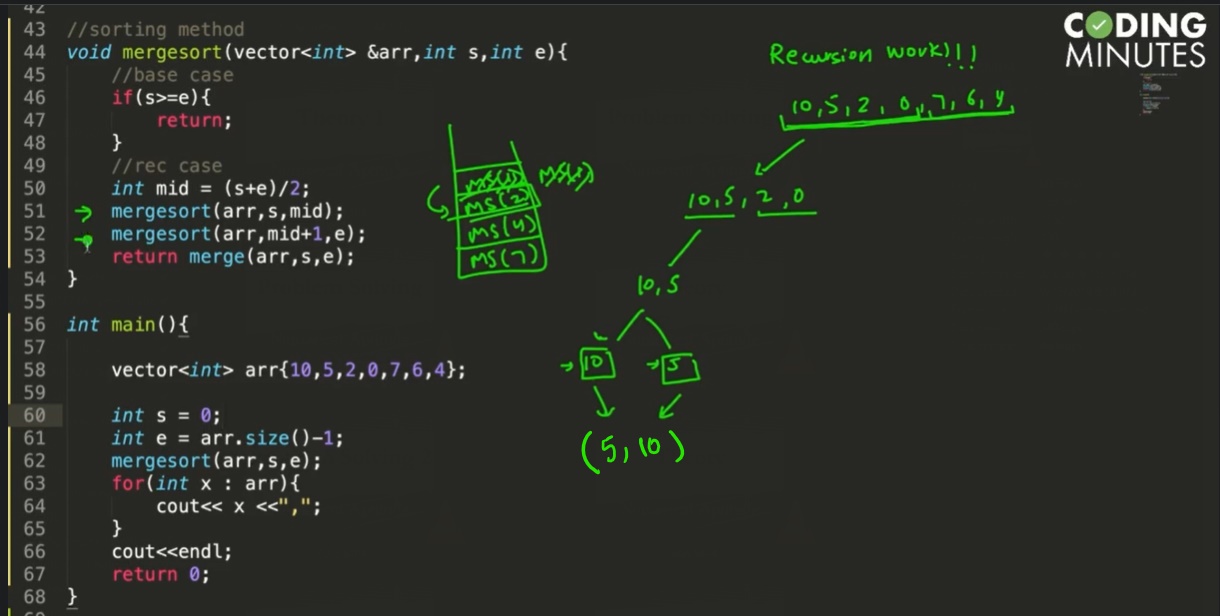 42
43 //sorting method
44 void mergesort(vector<int> &arr,int s,int e){
45 //base case
46 if(s>=e){
47 return;
48 }
49 //rec case
50 int mid = (s+e)/2;
51 mergesort(arr,s,mid);
52 mergesort(arr,mid+1,e);
53 return merge(arr,s,e);
54 }
55
56 int main(){
57
58 vector<int> arr{10,5,2,0,7,6,4};
59
60 int s = 0;
61 int e = arr.size()-1;
62 mergesort(arr,s,e);
63 for(int x : arr){
64 cout<< x <<",";
65 }
66 cout<<endl;
67 return 0;
68 }
CODING
MINUTES
Recursion work!!!
10,5,2,0,7,6,4
10,5,2,0
10,5
10
5
(5,10)
MS(2)
MS(4)
MS(7)